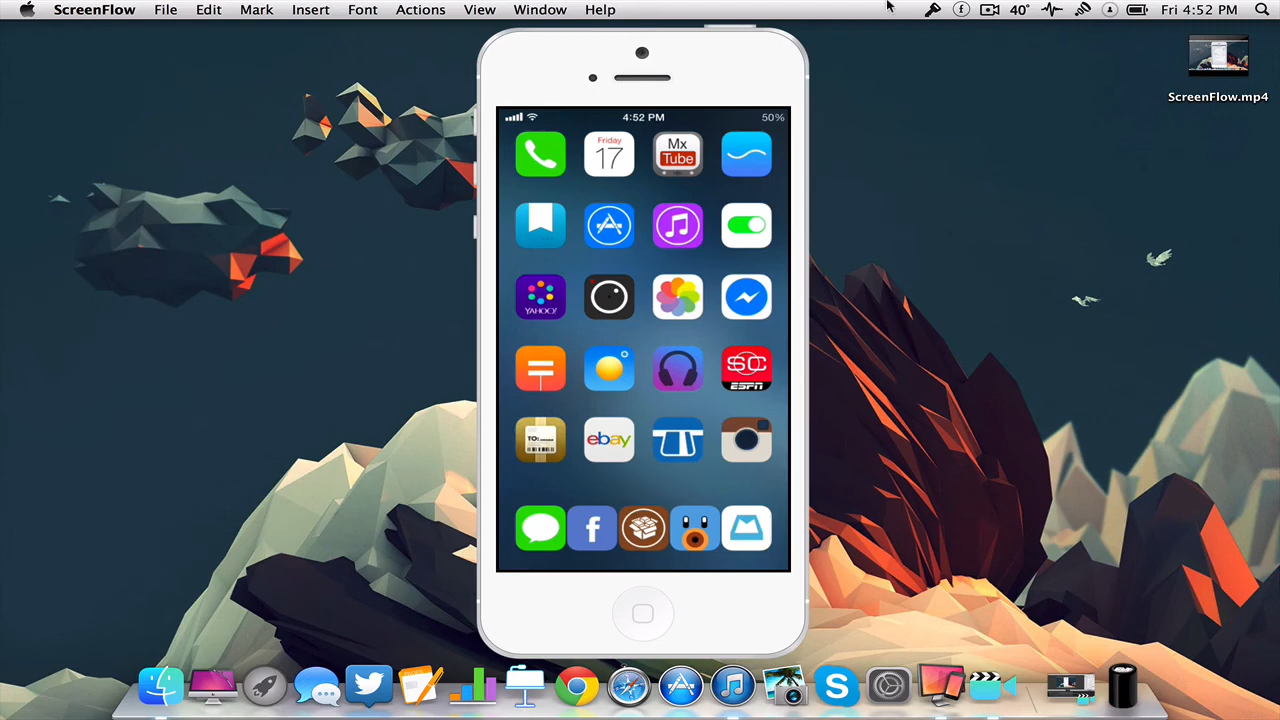 ScreenFlow File Edit Mark Insert Font Actions View Window Help 40° Fri 4:52 PM
ScreenFlow.mp4
4:52 PM 50%
Friday
17
Mx
Tube
YAHOO!
SC
ESPN
TO:
ebay
f
S